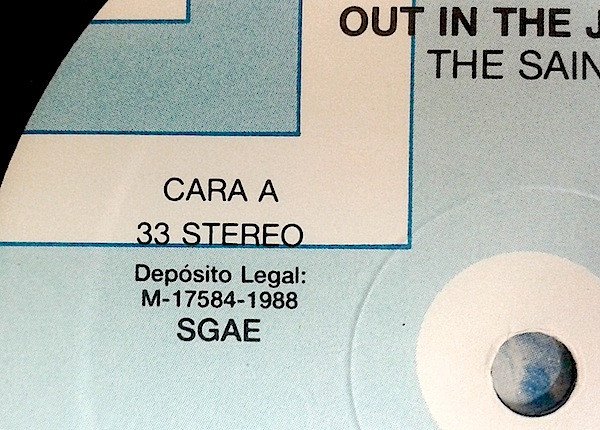 OUT IN THE J
THE SAIN
CARA A
33 STEREO
Depósito Legal:
M-17584-1988
SGAE